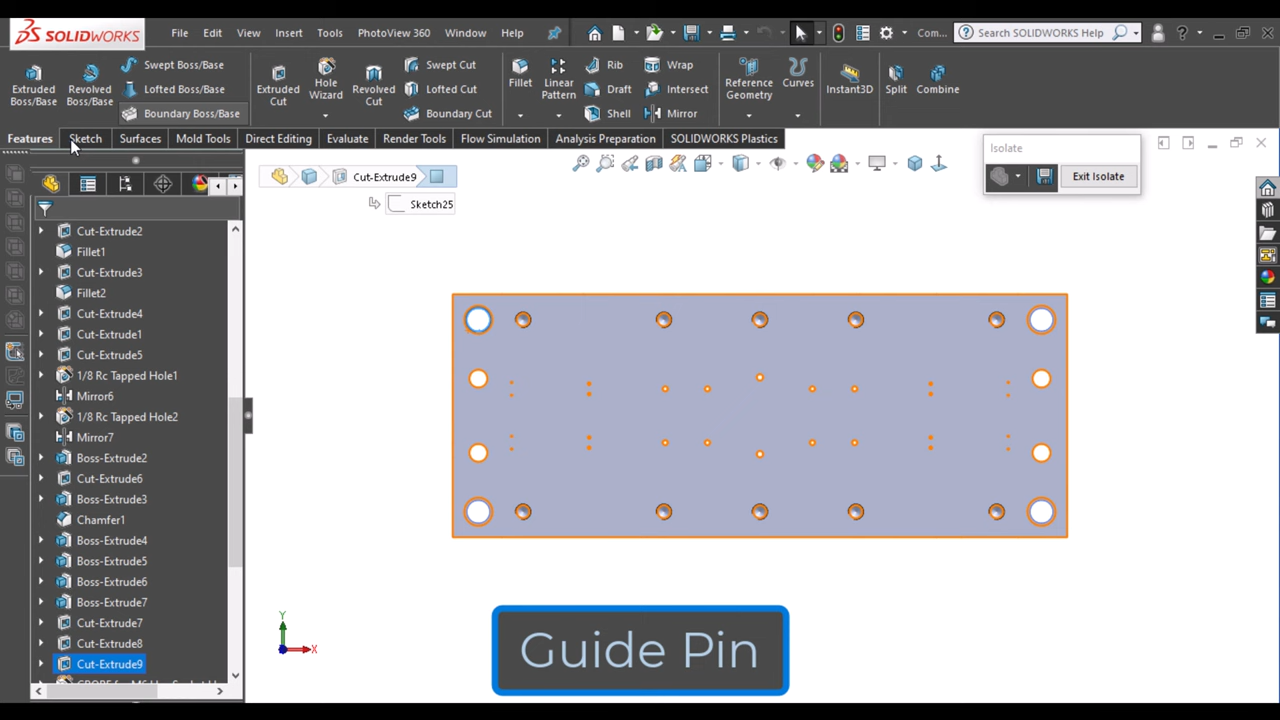 SOLIDWORKS File Edit View Insert Tools PhotoView 360 Window Help Com... Search SOLIDWORKS Help
Extruded Boss/Base
Revolved Boss/Base
Swept Boss/Base
Lofted Boss/Base
Boundary Boss/Base
Extruded Cut
Hole Wizard
Revolved Cut
Swept Cut
Lofted Cut
Boundary Cut
Fillet
Linear Pattern
Rib
Draft
Shell
Wrap
Intersect
Mirror
Reference Geometry
Curves
Instant3D
Split
Combine
Features Sketch Surfaces Mold Tools Direct Editing Evaluate Render Tools Flow Simulation Analysis Preparation SOLIDWORKS Plastics
Isolate
Exit Isolate
Cut-Extrude9
Sketch25
Cut-Extrude2
Fillet1
Cut-Extrude3
Fillet2
Cut-Extrude4
Cut-Extrude1
Cut-Extrude5
1/8 Rc Tapped Hole1
Mirror6
1/8 Rc Tapped Hole2
Mirror7
Boss-Extrude2
Cut-Extrude6
Boss-Extrude3
Chamfer1
Boss-Extrude4
Boss-Extrude5
Boss-Extrude6
Boss-Extrude7
Cut-Extrude7
Cut-Extrude8
Cut-Extrude9
Y
X
Guide Pin